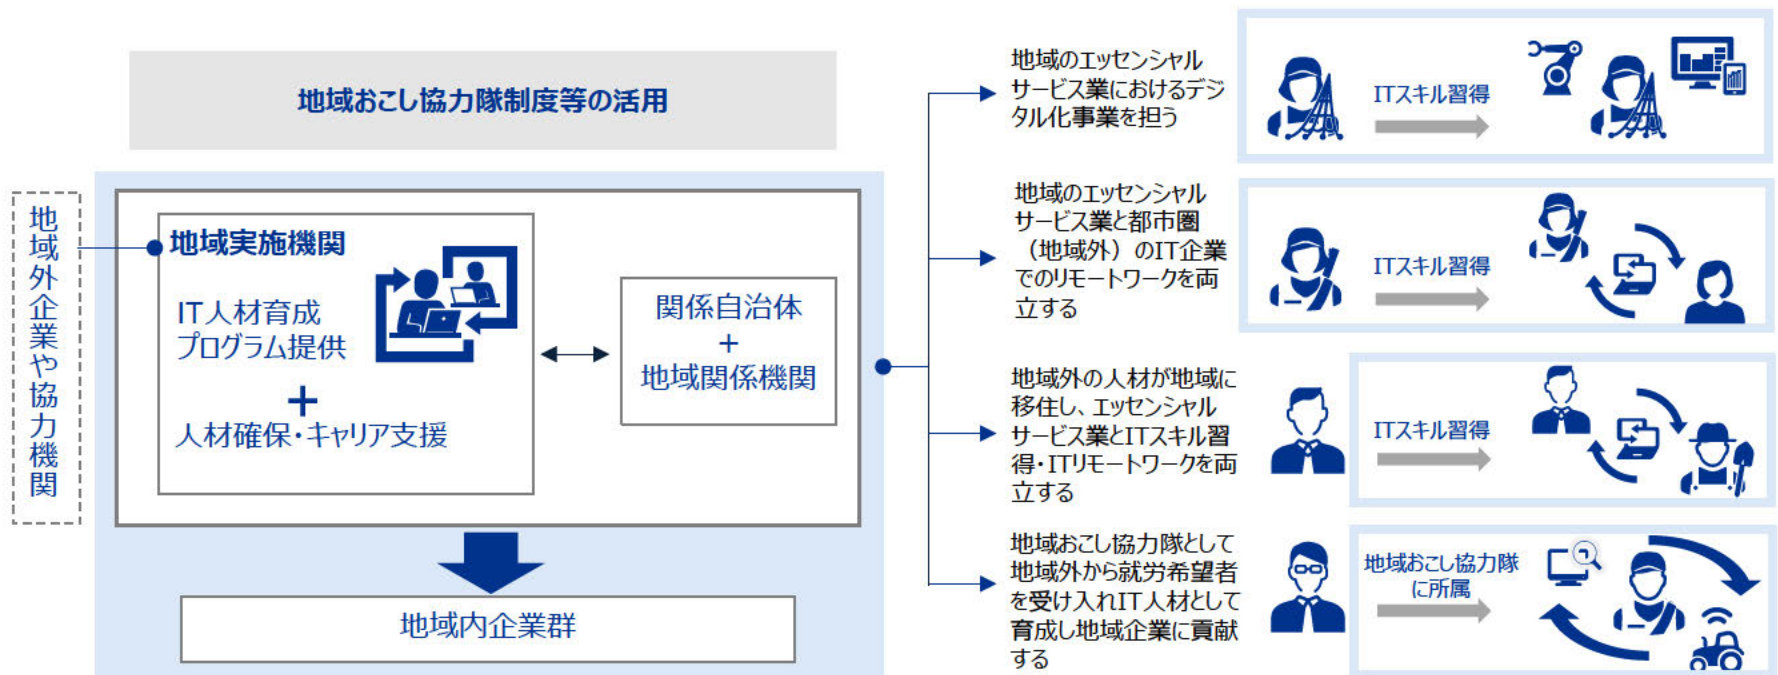 地域おこし協力隊制度等の活用
地域外企業や協力機関
地域実施機関
IT人材育成
プログラム提供
+
人材確保・キャリア支援
関係自治体
+
地域関係機関
地域内企業群
地域のエッセンシャル
サービス業におけるデジ
タル化事業を担う
ITスキル習得
地域のエッセンシャル
サービス業と都市圏
（地域外）のIT企業
でのリモートワークを両
立する
ITスキル習得
地域外の人材が地域に
移住し、エッセンシャル
サービス業とITスキル習
得・ITリモートワークを両
立する
ITスキル習得
地域おこし協力隊として
地域外から就労希望者
を受け入れIT人材として
育成し地域企業に貢献
する
地域おこし協力隊
に所属